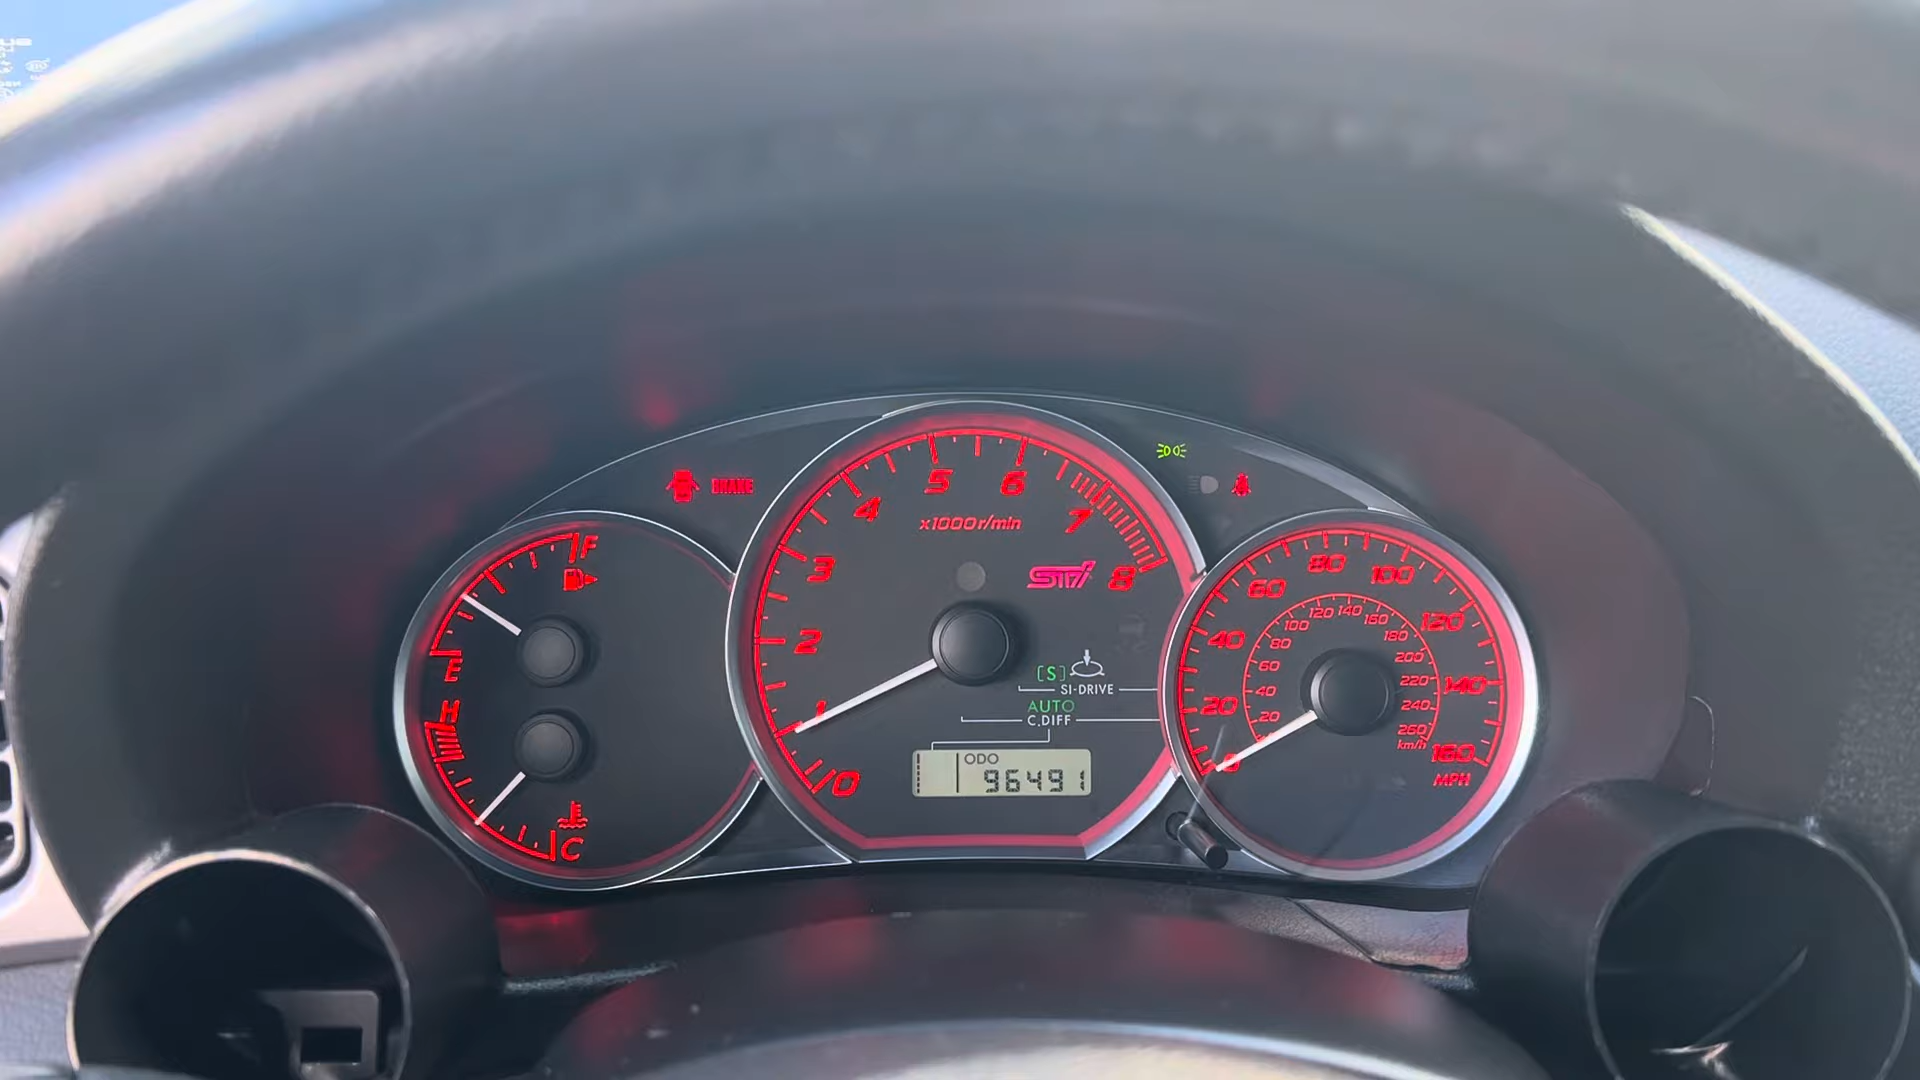 BRAKE
F
E
H
C
0 1 2 3 4 5 6 7 8
x1000r/min
STi
[S]
SI-DRIVE
AUTO
C.DIFF
ODO
96491
0 20 40 60 80 100 120 140 160
MPH
20 40 60 80 100 120 140 160 180 200 220 240 260
km/h